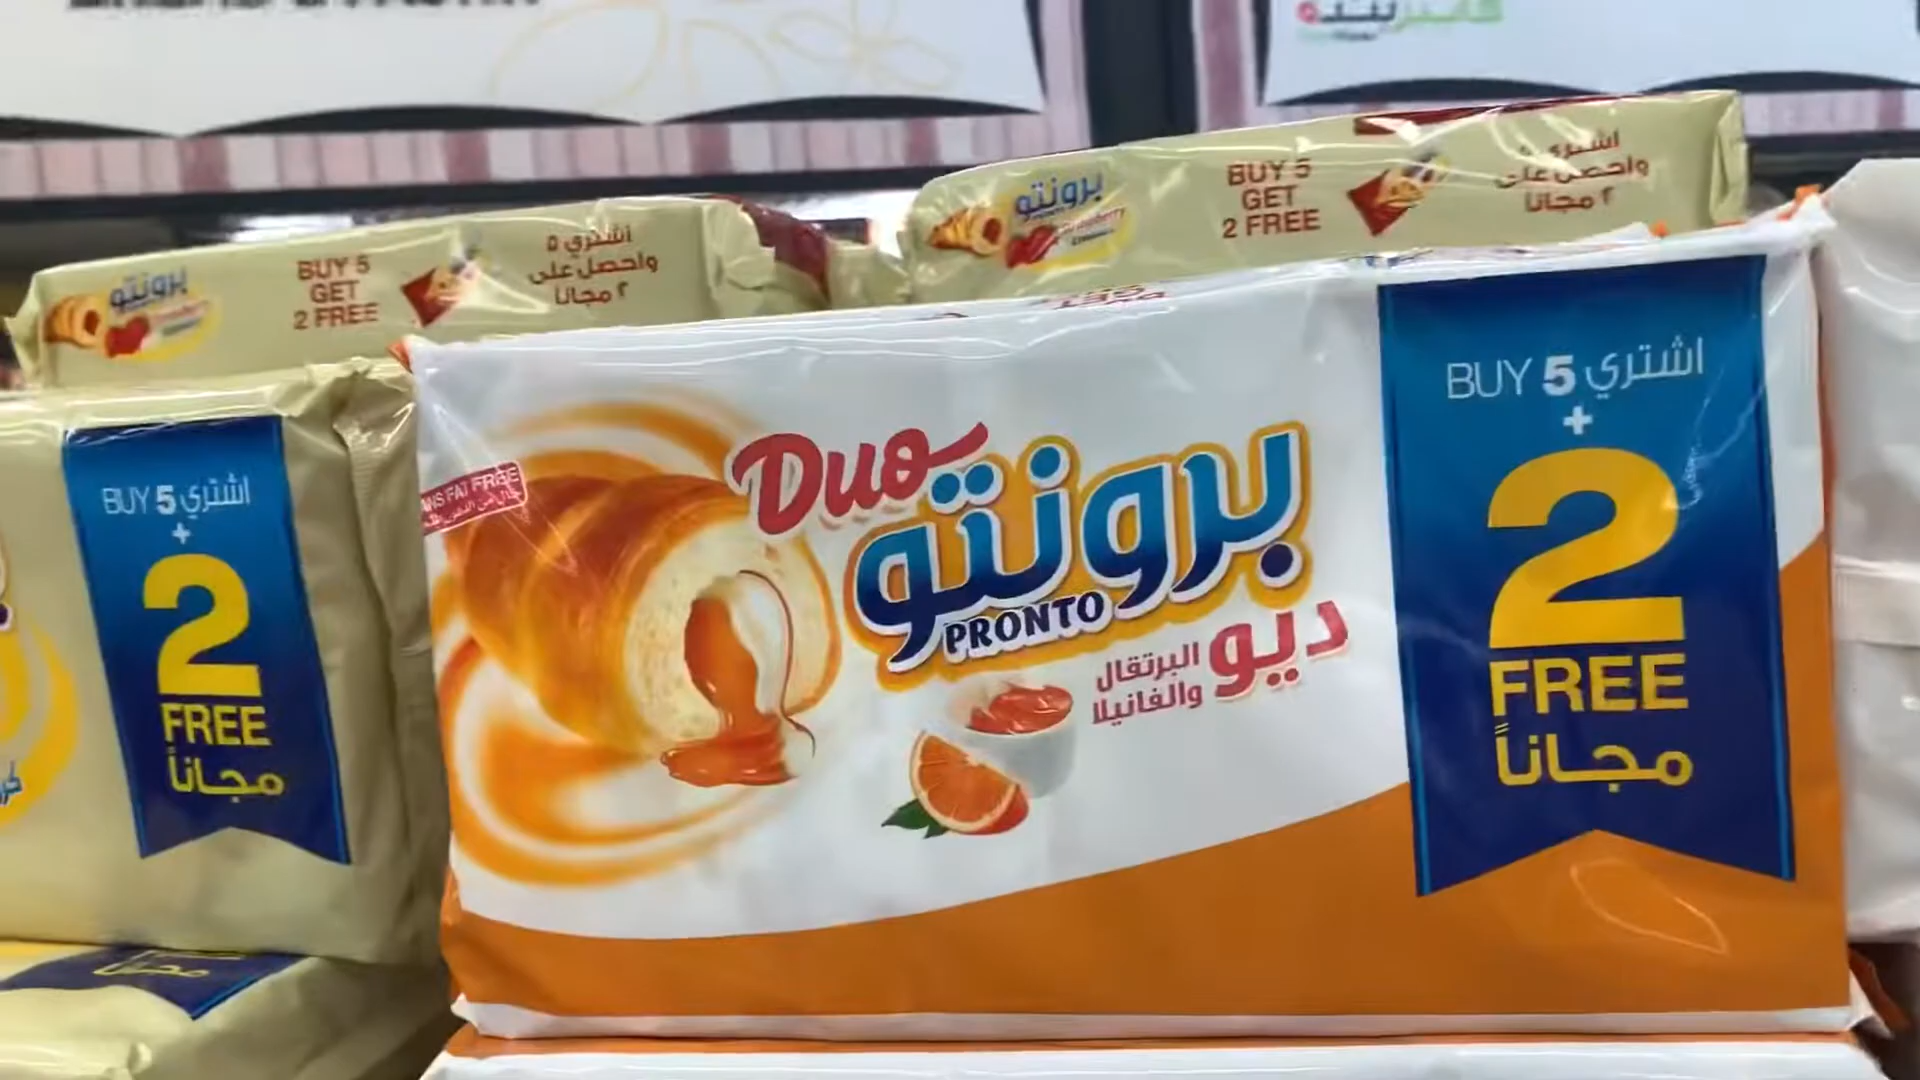 برونتو
BUY 5
GET
2 FREE
اشتري ٥
واحصل على
٢ مجانا
برونتو
Strawberry
BUY 5
GET
2 FREE
اشتري ٥
واحصل على
٢ مجانا
BUY 5 اشتري
+
2
FREE
مجاناً
TRANS FAT FREE
Duo
برونتو
PRONTO
ديو
البرتقال
والفانيلا
BUY 5 اشتري
+
2
FREE
مجاناً